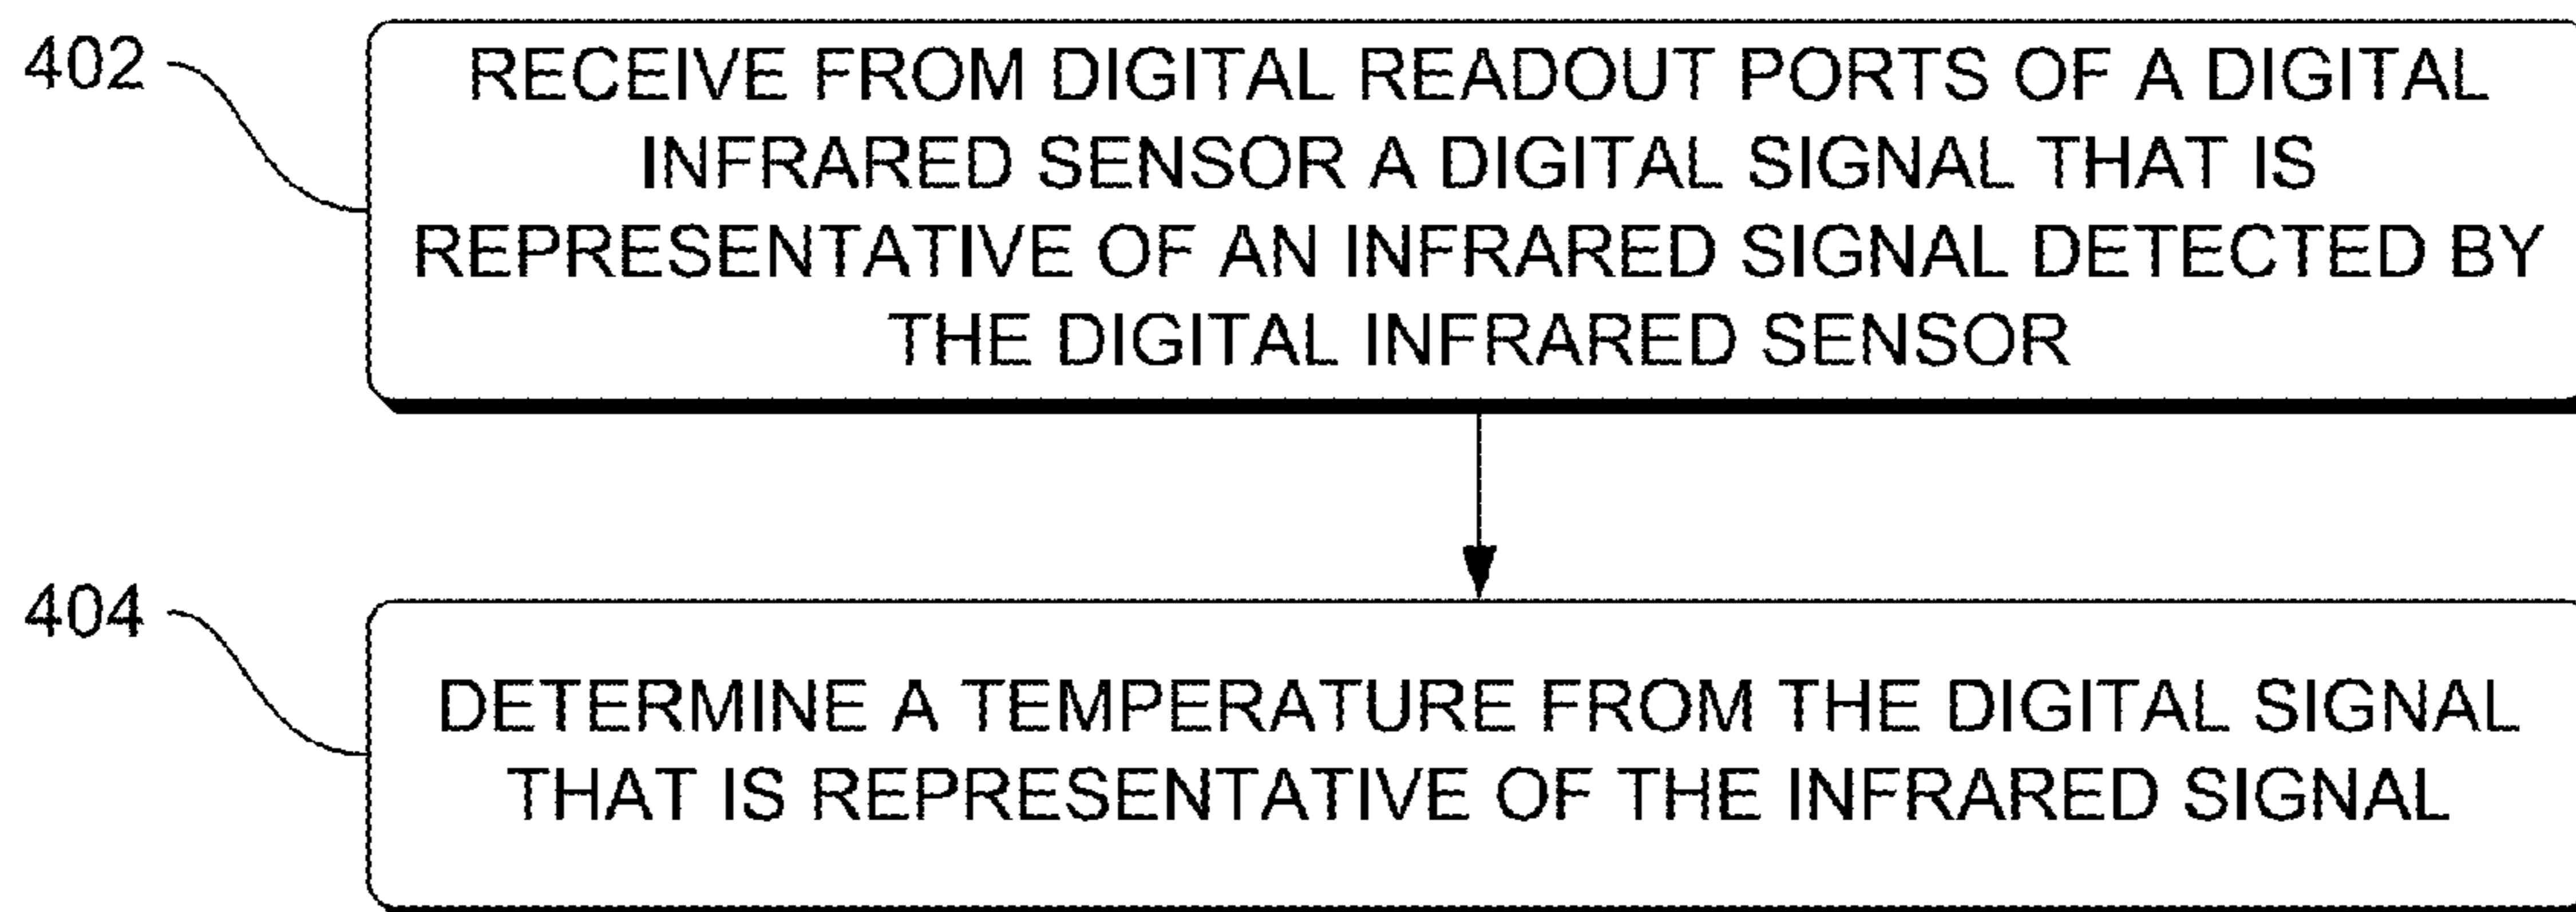 402
RECEIVE FROM DIGITAL READOUT PORTS OF A DIGITAL
INFRARED SENSOR A DIGITAL SIGNAL THAT IS
REPRESENTATIVE OF AN INFRARED SIGNAL DETECTED BY
THE DIGITAL INFRARED SENSOR
404
DETERMINE A TEMPERATURE FROM THE DIGITAL SIGNAL
THAT IS REPRESENTATIVE OF THE INFRARED SIGNAL